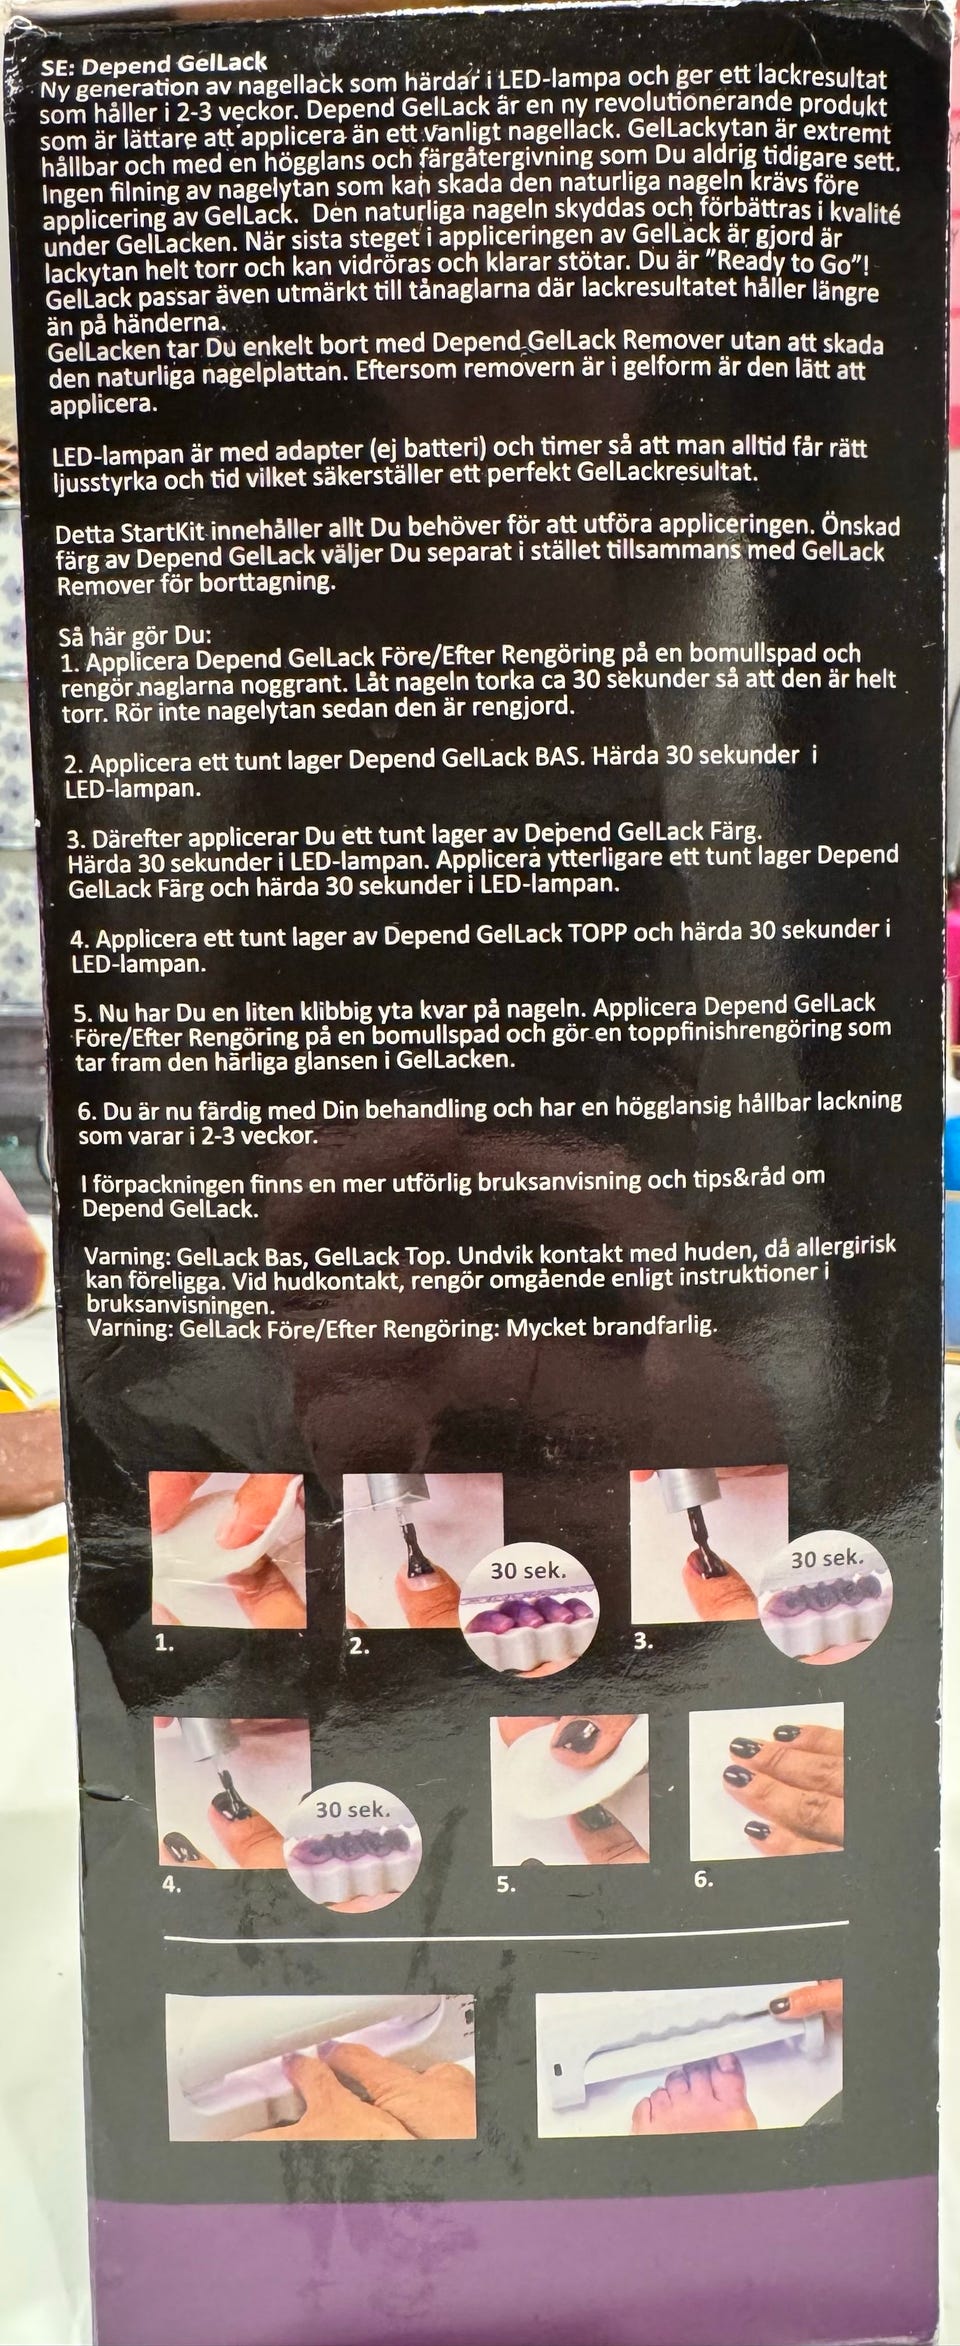 SE: Depend GelLack
Ny generation av nagellack som härdar i LED-lampa och ger ett lackresultat
som håller i 2-3 veckor. Depend GelLack är en ny revolutionerande produkt
som är lättare att applicera än ett vanligt nagellack. GelLackytan är extremt
hållbar och med en högglans och färgåtergivning som Du aldrig tidigare sett.
Ingen filning av nagelytan som kan skada den naturliga nageln krävs före
applicering av GelLack. Den naturliga nageln skyddas och förbättras i kvalité
under GelLacken. När sista steget i appliceringen av GelLack är gjord är
lackytan helt torr och kan vidröras och klarar stötar. Du är ”Ready to Go”!
GelLack passar även utmärkt till tånaglarna där lackresultatet håller längre
än på händerna.
GelLacken tar Du enkelt bort med Depend GelLack Remover utan att skada
den naturliga nagelplattan. Eftersom removern är i gelform är den lätt att
applicera.
LED-lampan är med adapter (ej batteri) och timer så att man alltid får rätt
ljusstyrka och tid vilket säkerställer ett perfekt GelLackresultat.
Detta StartKit innehåller allt Du behöver för att utföra appliceringen. Önskad
färg av Depend GelLack väljer Du separat i stället tillsammans med GelLack
Remover för borttagning.
Så här gör Du:
1. Applicera Depend GelLack Före/Efter Rengöring på en bomullspad och
rengör naglarna noggrant. Låt nageln torka ca 30 sekunder så att den är helt
torr. Rör inte nagelytan sedan den är rengjord.
2. Applicera ett tunt lager Depend GelLack BAS. Härda 30 sekunder i
LED-lampan.
3. Därefter applicerar Du ett tunt lager av Depend GelLack Färg.
Härda 30 sekunder i LED-lampan. Applicera ytterligare ett tunt lager Depend
GelLack Färg och härda 30 sekunder i LED-lampan.
4. Applicera ett tunt lager av Depend GelLack TOPP och härda 30 sekunder i
LED-lampan.
5. Nu har Du en liten klibbig yta kvar på nageln. Applicera Depend GelLack
Före/Efter Rengöring på en bomullspad och gör en toppfinishrengöring som
tar fram den härliga glansen i GelLacken.
6. Du är nu färdig med Din behandling och har en högglansig hållbar lackning
som varar i 2-3 veckor.
I förpackningen finns en mer utförlig bruksanvisning och tips&råd om
Depend GelLack.
Varning: GelLack Bas, GelLack Top. Undvik kontakt med huden, då allergirisk
kan föreligga. Vid hudkontakt, rengör omgående enligt instruktioner i
bruksanvisningen.
Varning: GelLack Före/Efter Rengöring: Mycket brandfarlig.
30 sek.
30 sek.
1.
2.
3.
30 sek.
4.
5.
6.